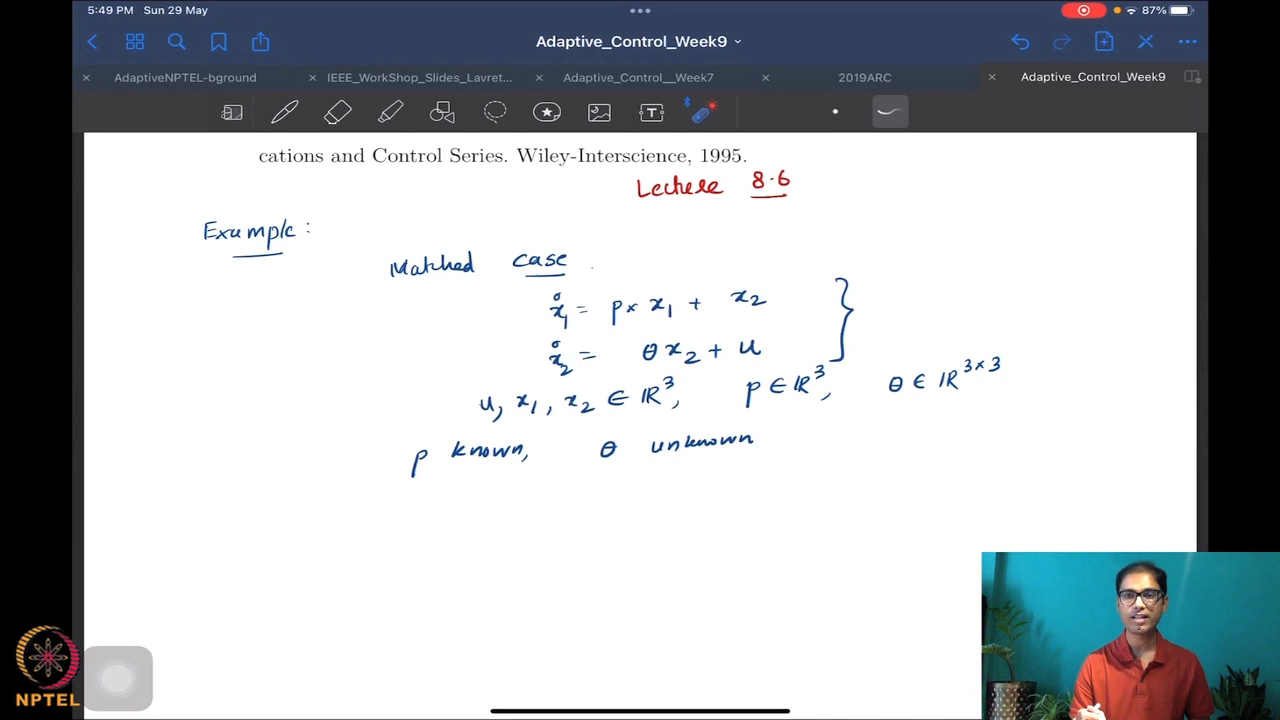 5:49 PM Sun 29 May
87%
Adaptive_Control_Week9
AdaptiveNPTEL-bground
IEEE_WorkShop_Slides_Lavret...
Adaptive_Control__Week7
2019ARC
Adaptive_Control_Week9
cations and Control Series. Wiley-Interscience, 1995.
Lecture 8.6
Example :
Matched case
ẋ₁ = p × x₁ + x₂
ẋ₂ = θ x₂ + u
u, x₁, x₂ ∈ ℝ³, p ∈ ℝ³, θ ∈ ℝ³ˣ³
p known, θ unknown
NPTEL